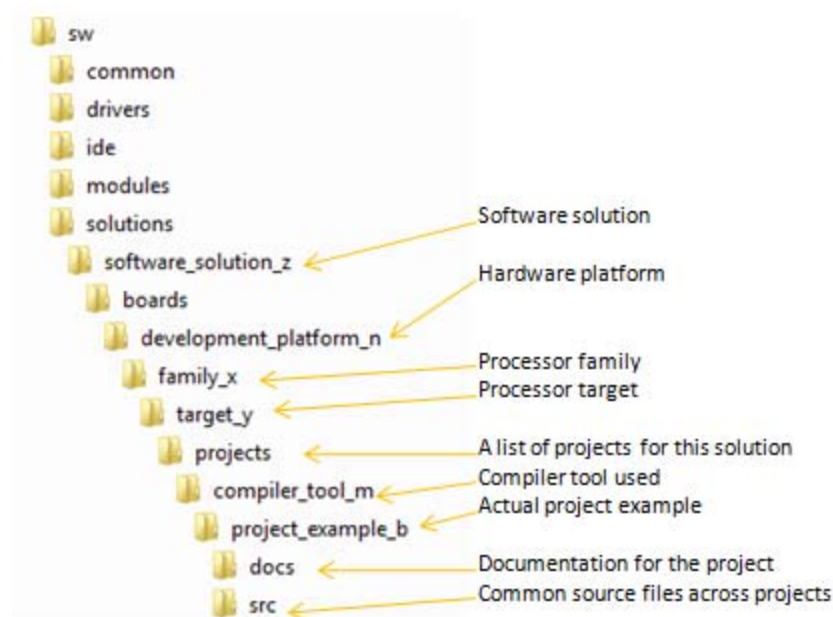 sw
common
drivers
ide
modules
solutions
Software solution
software_solution_z
Hardware platform
boards
development_platform_n
Processor family
family_x
Processor target
target_y
A list of projects for this solution
projects
Compiler tool used
compiler_tool_m
Actual project example
project_example_b
Documentation for the project
docs
Common source files across projects
src